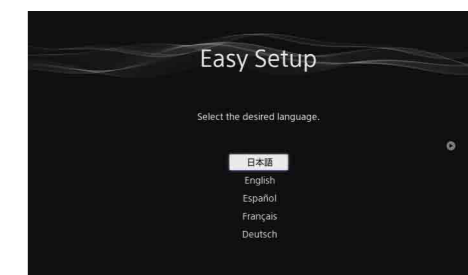 Easy Setup
Select the desired language.
日本語
English
Español
Français
Deutsch